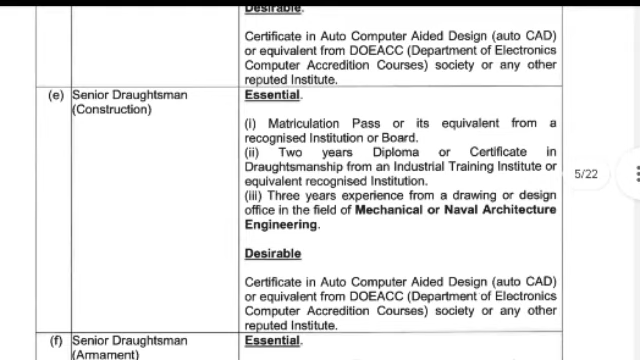 Desirable.
Certificate in Auto Computer Aided Design (auto CAD)
or equivalent from DOEACC (Department of Electronics
Computer Accreditation Courses) society or any other
reputed Institute.
(e) Senior Draughtsman
(Construction)
Essential.
(i) Matriculation Pass or its equivalent from a
recognised Institution or Board.
(ii) Two years Diploma or Certificate in
Draughtsmanship from an Industrial Training Institute or
equivalent recognised Institution.
(iii) Three years experience from a drawing or design
office in the field of Mechanical or Naval Architecture
Engineering.
Desirable
Certificate in Auto Computer Aided Design (auto CAD)
or equivalent from DOEACC (Department of Electronics
Computer Accreditation Courses) society or any other
reputed Institute.
(f) Senior Draughtsman
(Armament)
Essential.
5/22